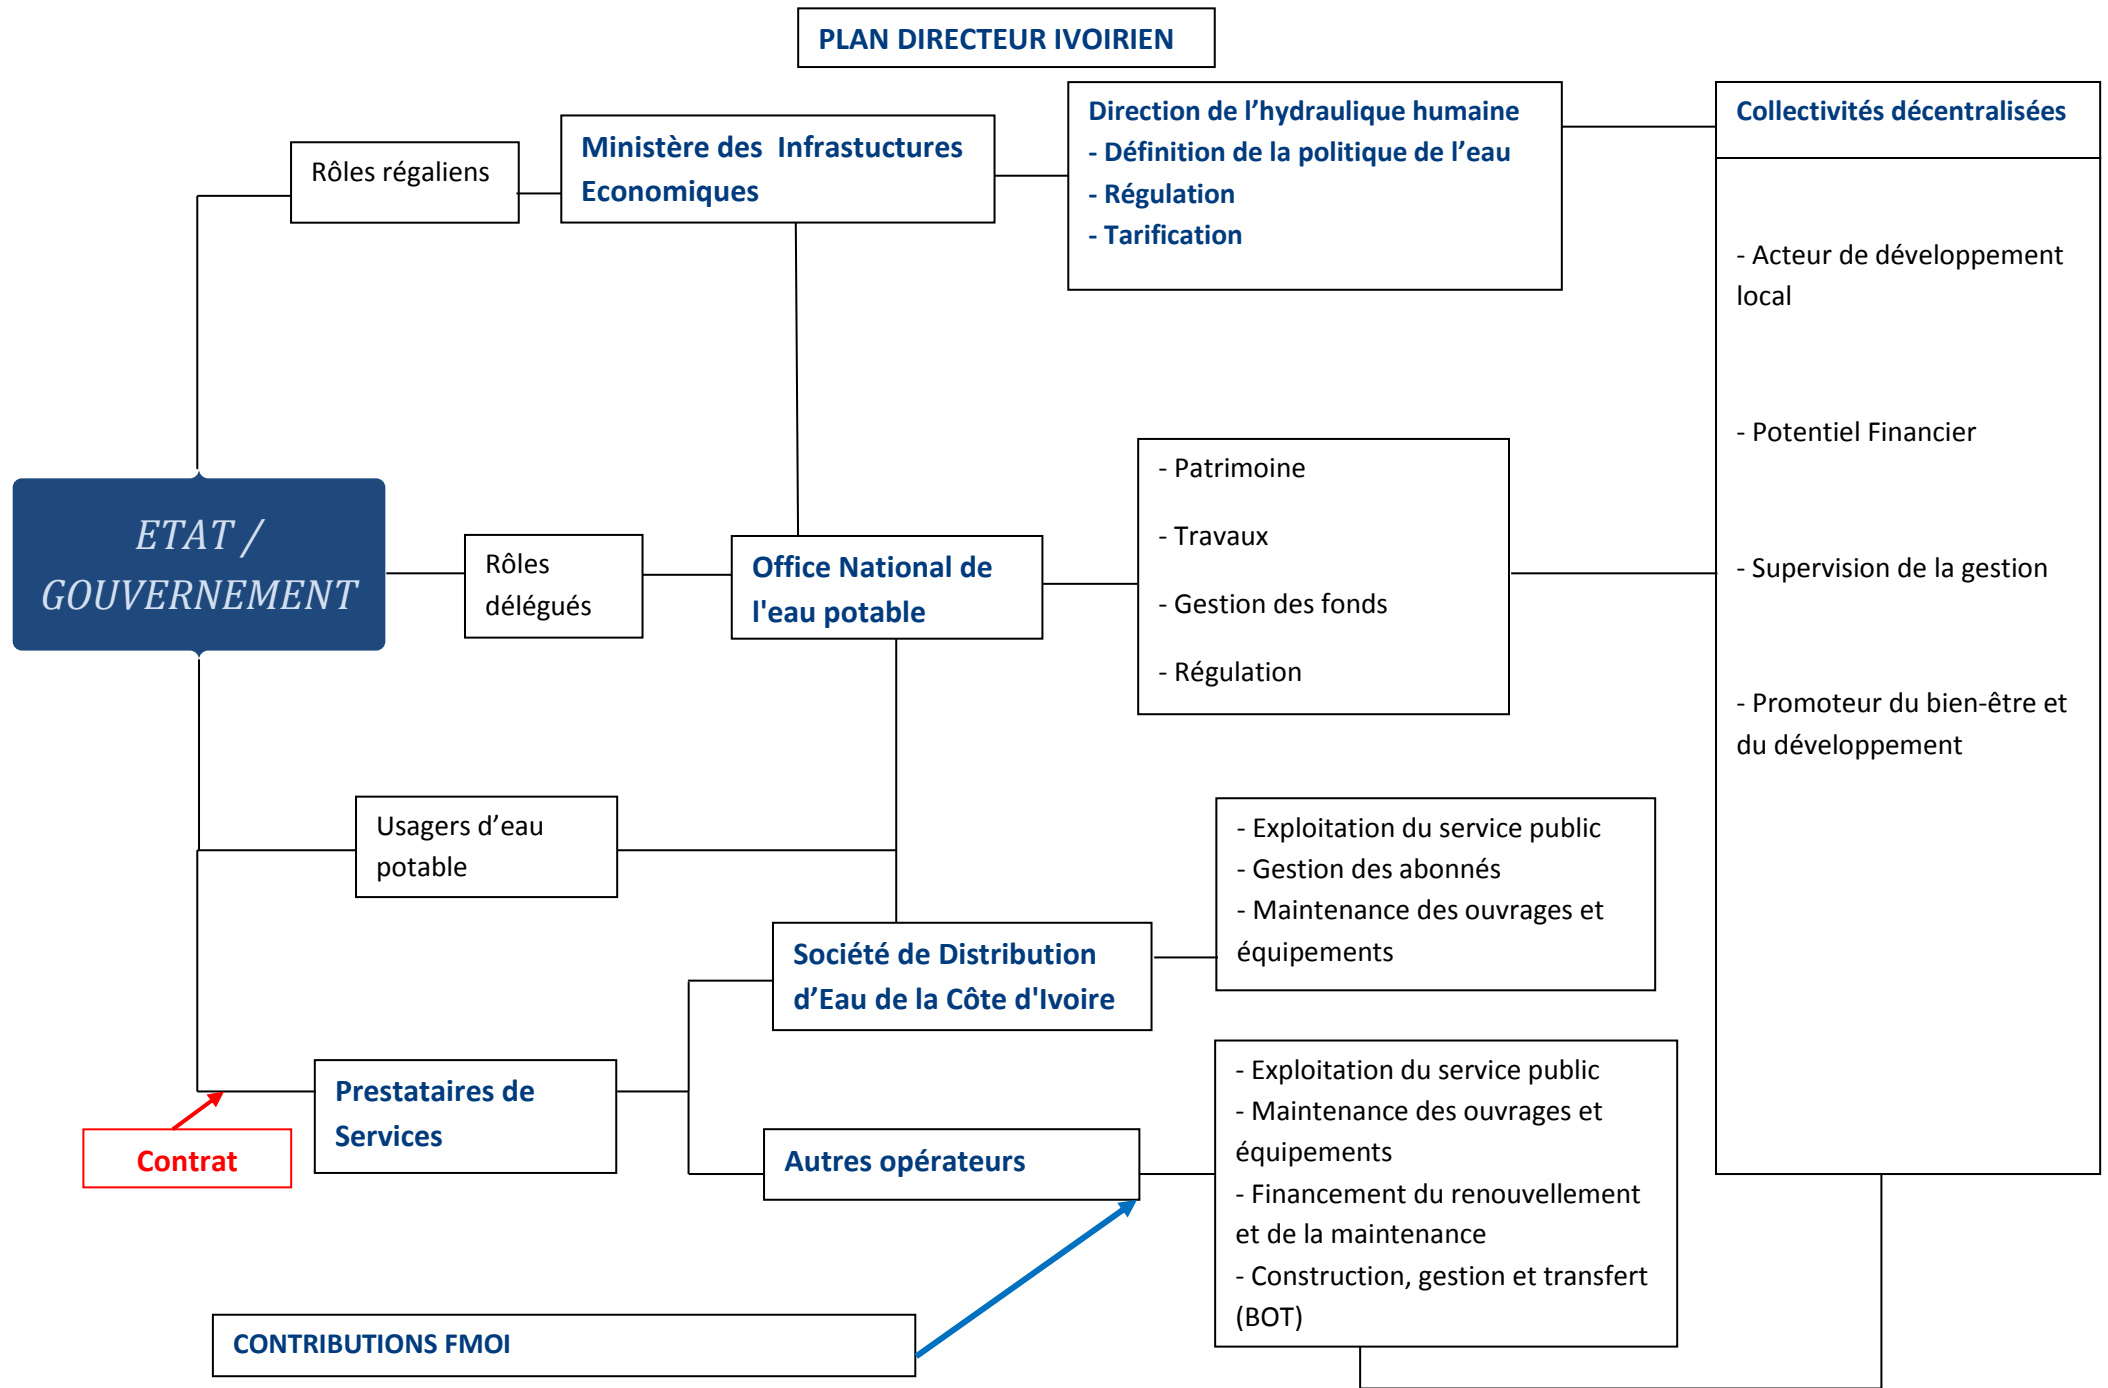 PLAN DIRECTEUR IVOIRIEN
Rôles régaliens
Ministère des Infrastuctures
Economiques
Direction de l’hydraulique humaine
- Définition de la politique de l’eau
- Régulation
- Tarification
Collectivités décentralisées
- Acteur de développement
local
- Potentiel Financier
- Supervision de la gestion
- Promoteur du bien-être et
du développement
ETAT /
GOUVERNEMENT
Rôles
délégués
Office National de
l'eau potable
- Patrimoine
- Travaux
- Gestion des fonds
- Régulation
Usagers d’eau
potable
Société de Distribution
d’Eau de la Côte d'Ivoire
- Exploitation du service public
- Gestion des abonnés
- Maintenance des ouvrages et
équipements
Prestataires de
Services
Contrat
Autres opérateurs
- Exploitation du service public
- Maintenance des ouvrages et
équipements
- Financement du renouvellement
et de la maintenance
- Construction, gestion et transfert
(BOT)
CONTRIBUTIONS FMOI